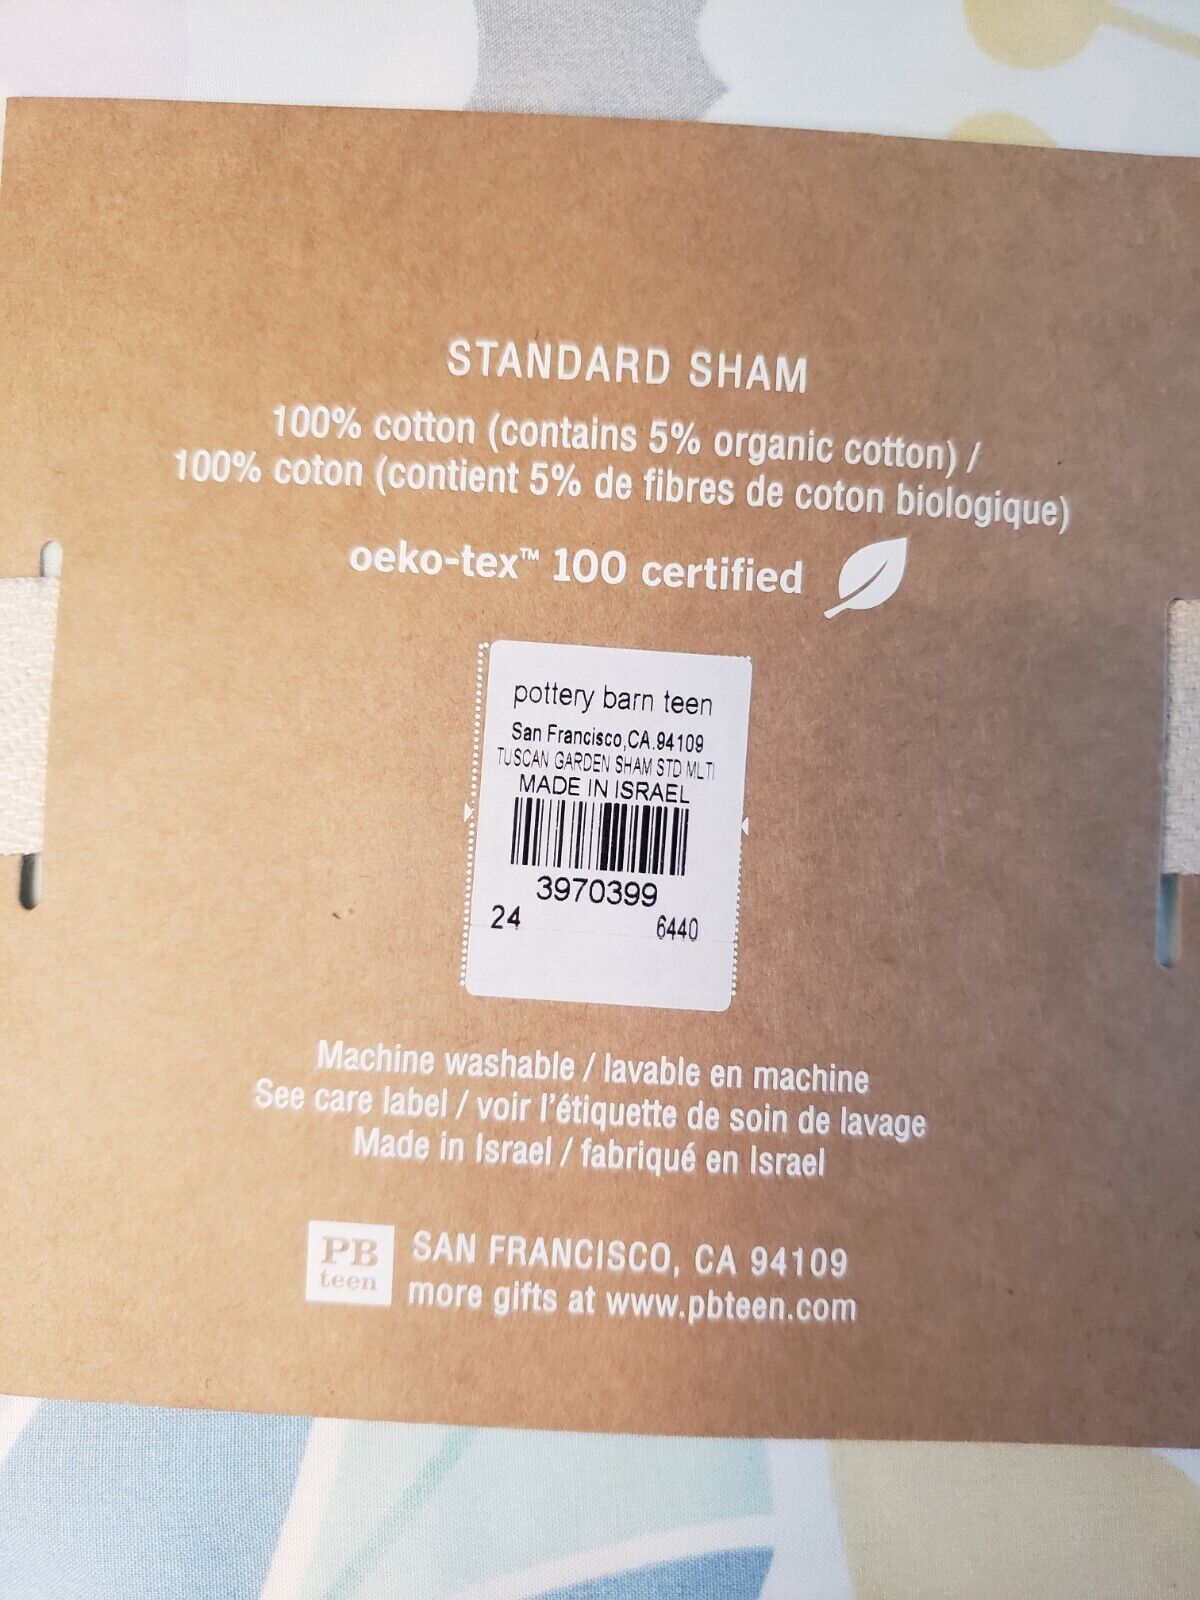 STANDARD SHAM
100% cotton (contains 5% organic cotton) /
100% coton (contient 5% de fibres de coton biologique)
oeko-tex™ 100 certified
pottery barn teen
San Francisco,CA.94109
TUSCAN GARDEN SHAM STD MLTI
MADE IN ISRAEL
3970399
24 6440
Machine washable / lavable en machine
See care label / voir l'étiquette de soin de lavage
Made in Israel / fabriqué en Israel
PB
teen
SAN FRANCISCO, CA 94109
more gifts at www.pbteen.com